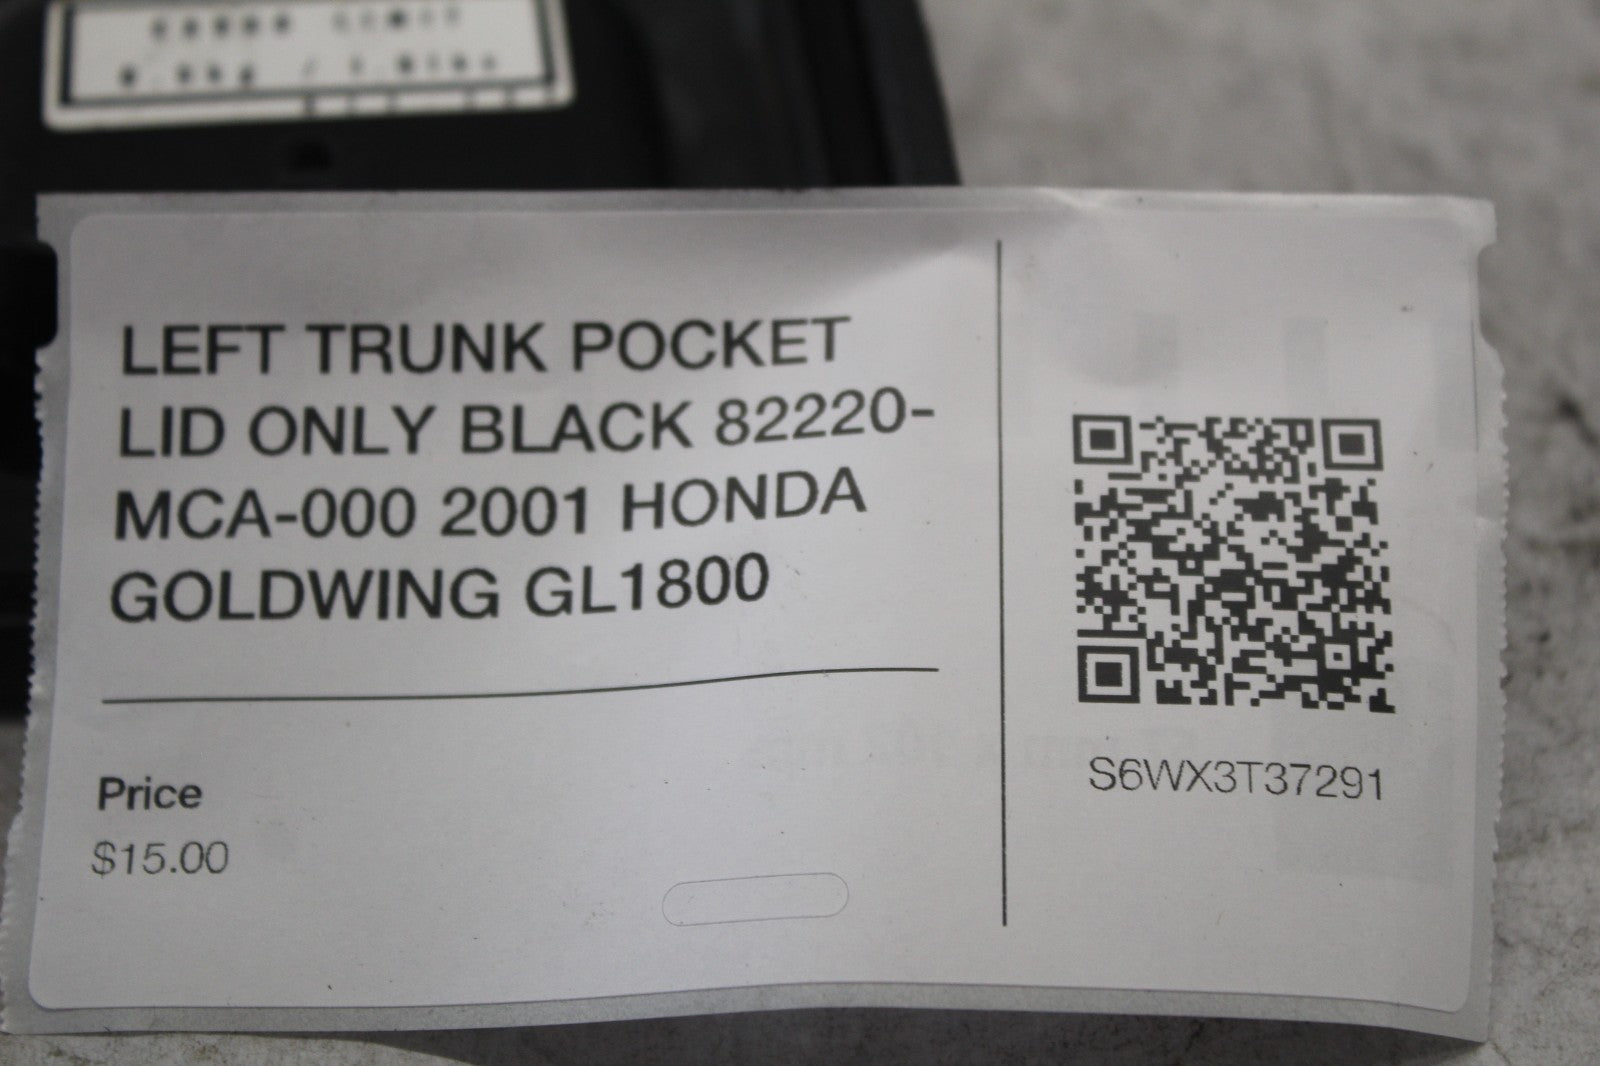 LEFT TRUNK POCKET
LID ONLY BLACK 82220-
MCA-000 2001 HONDA
GOLDWING GL1800
Price
$15.00
S6WX3T37291